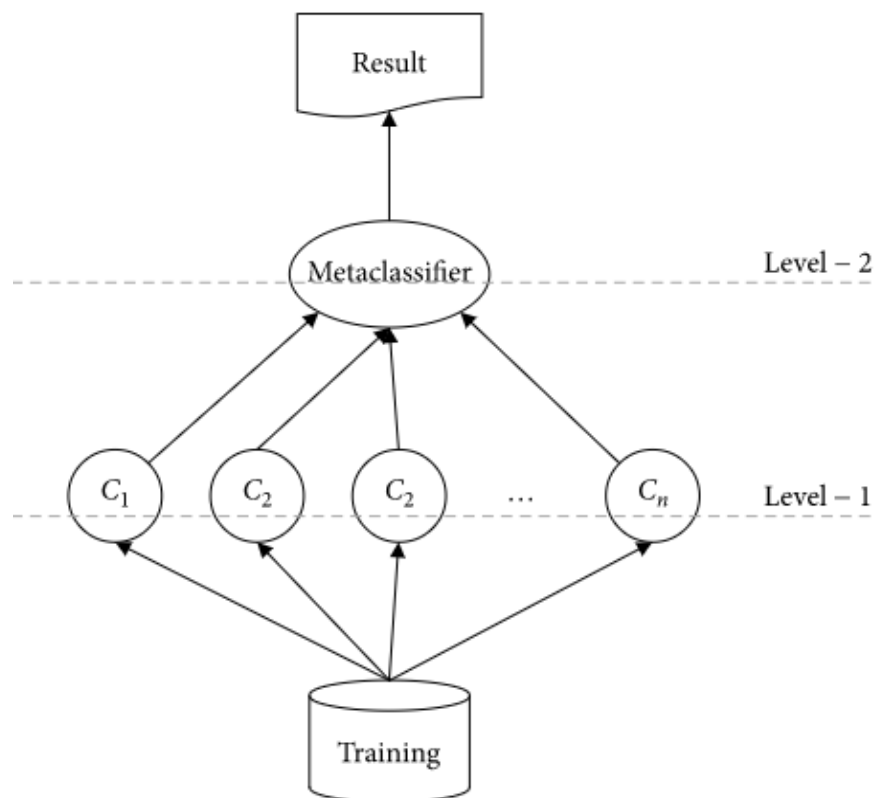 Result
Metaclassifier
Level – 2
C₁ C₂ C₂ ... Cₙ
Level – 1
Training